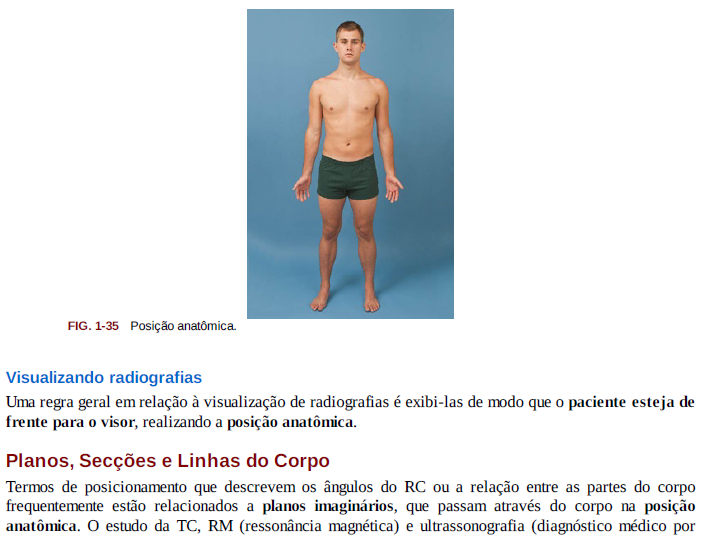 FIG. 1-35 Posição anatômica.
Visualizando radiografias
Uma regra geral em relação à visualização de radiografias é exibi-las de modo que o paciente esteja de
frente para o visor, realizando a posição anatômica.
Planos, Secções e Linhas do Corpo
Termos de posicionamento que descrevem os ângulos do RC ou a relação entre as partes do corpo
frequentemente estão relacionados a planos imaginários, que passam através do corpo na posição
anatômica. O estudo da TC, RM (ressonância magnética) e ultrassonografia (diagnóstico médico por